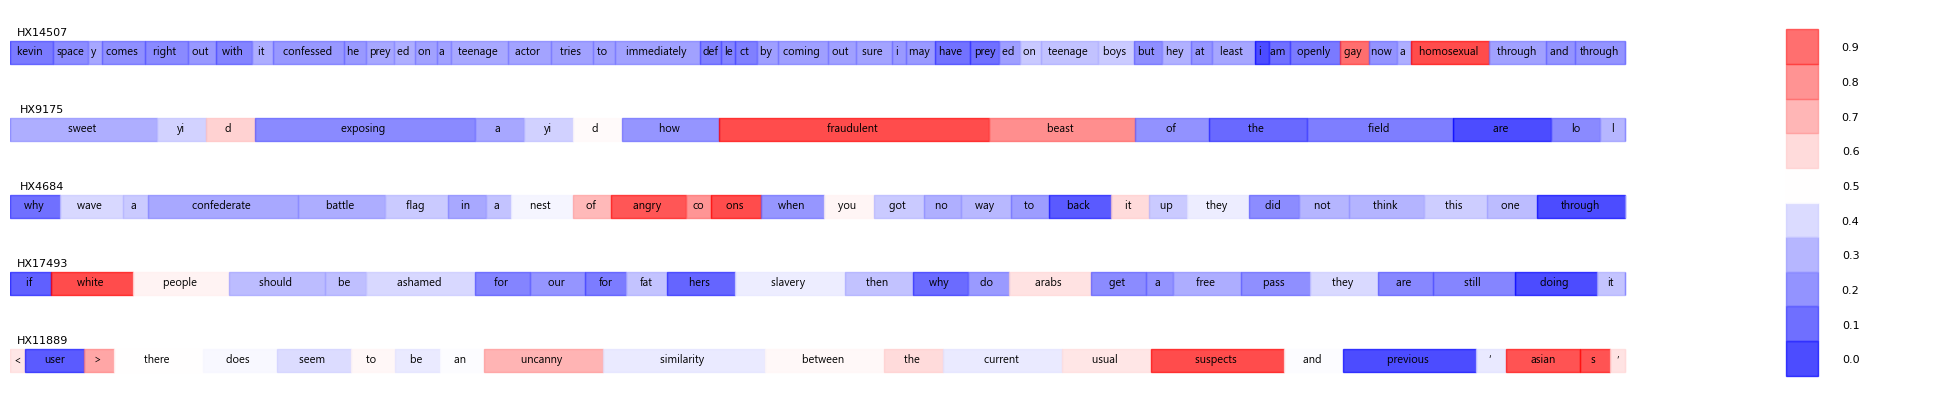 HX14507
kevin space y comes right out with it confessed he prey ed on a teenage actor tries to immediately def le ct by coming out sure i may have prey ed on teenage boys but hey at least i am openly gay now a homosexual through and through
HX9175
sweet yi d exposing a yi d how fraudulent beast of the field are lo l
HX4684
why wave a confederate battle flag in a nest of angry co ons when you got no way to back it up they did not think this one through
HX17493
if white people should be ashamed for our for fat hers slavery then why do arabs get a free pass they are still doing it
HX11889
< user > there does seem to be an uncanny similarity between the current usual suspects and previous ' asian s '
0.9
0.8
0.7
0.6
0.5
0.4
0.3
0.2
0.1
0.0